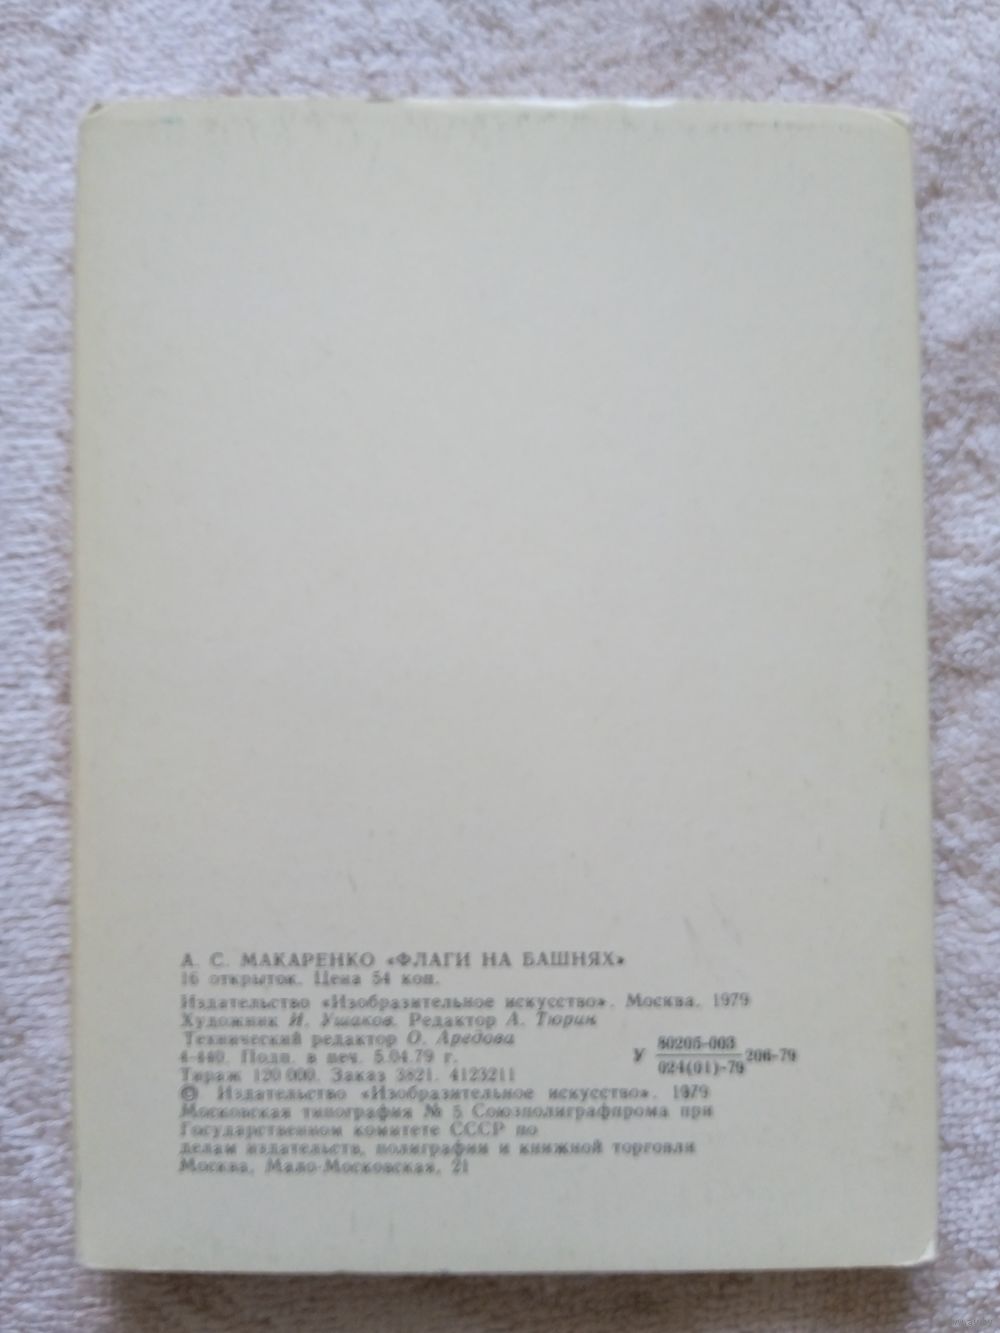 А. С. МАКАРЕНКО «ФЛАГИ НА БАШНЯХ»
16 открыток. Цена 54 коп.
Издательство «Изобразительное искусство». Москва. 1979
Художник И. Ушаков. Редактор А. Тюрин
Технический редактор О. Аредова
4-440. Подп. в печ. 5.04.79 г.
Тираж 120 000. Заказ 3821. 4123211
У 80205-003
024(01)-79 206-79
© Издательство «Изобразительное искусство». 1979
Московская типография № 5 Союзполиграфпрома при
Государственном комитете СССР по
делам издательств, полиграфии и книжной торговли
Москва, Мало-Московская, 21